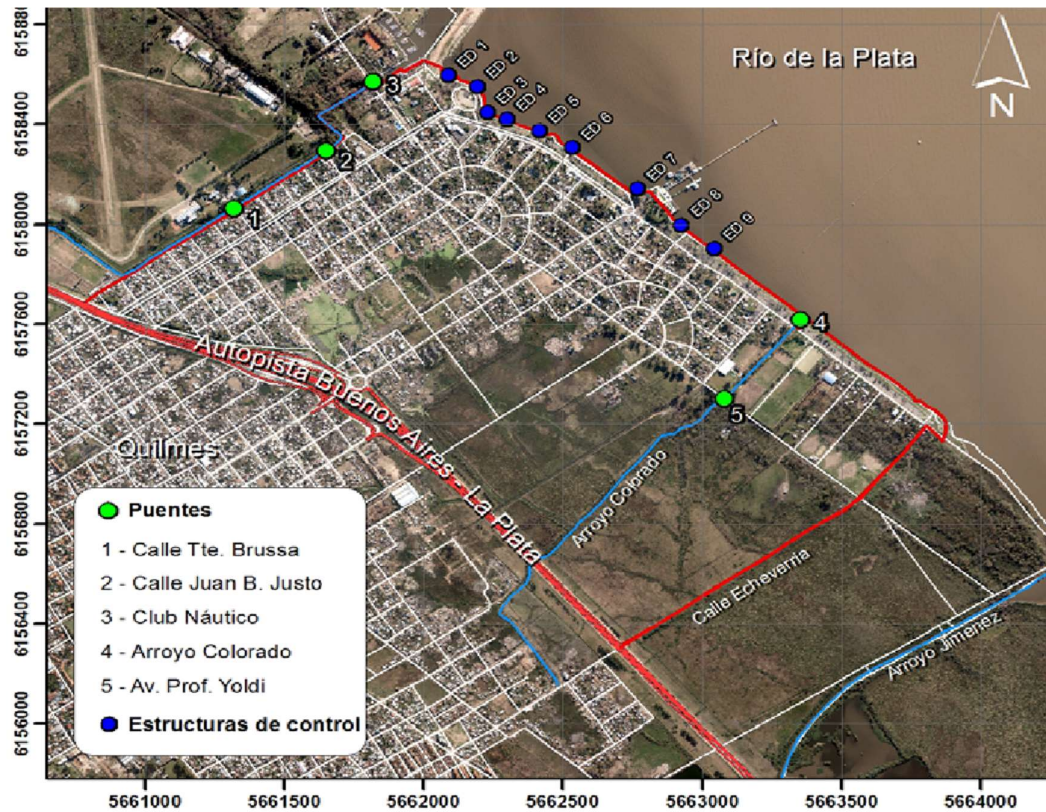 6158800
6158400
6158000
6157600
6157200
6156800
6156400
6156000
Río de la Plata
N
ED 1
ED 2
ED 3
ED 4
ED 5
ED 6
ED 7
ED 8
ED 9
3
2
1
4
5
Autopista Buenos Aires - La Plata
Quilmes
Arroyo Colorado
Calle Echeverria
Arroyo Jimenez
Puentes
1 - Calle Tte. Brussa
2 - Calle Juan B. Justo
3 - Club Náutico
4 - Arroyo Colorado
5 - Av. Prof. Yoldi
Estructuras de control
5661000 5661500 5662000 5662500 5663000 5663500 5664000